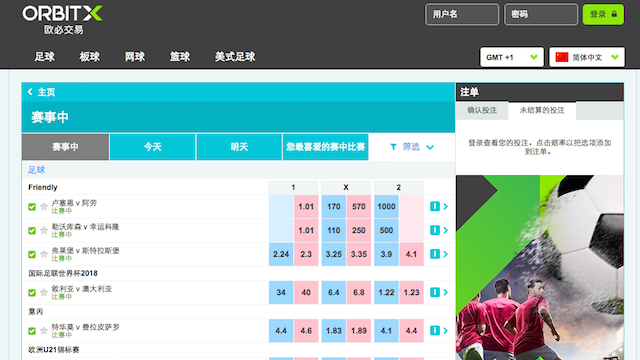 ORBITX
欧必交易
用户名
密码
登录
足球 板球 网球 篮球 美式足球
GMT +1
简体中文
主页
赛事中
赛事中 今天 明天 您最喜爱的赛中比赛 筛选
足球
Friendly 1 X 2
卢塞恩 v 阿劳
比赛中
1.01 170 570 1000
勒沃库森 v 幸运科隆
比赛中
1.01 110 250 500
弗莱堡 v 斯特拉斯堡
比赛中
2.24 2.3 3.25 3.35 3.9 4.1
国际足联世界杯2018
叙利亚 v 澳大利亚
比赛中
34 40 6.4 6.8 1.22 1.23
意丙
特华莫 v 费拉皮萨罗
比赛中
4.4 4.6 1.83 1.89 4.1 4.4
欧洲U21锦标赛
注单
确认投注 未结算的投注
登录查看您的投注。点击赔率以把选项添加
到注单。